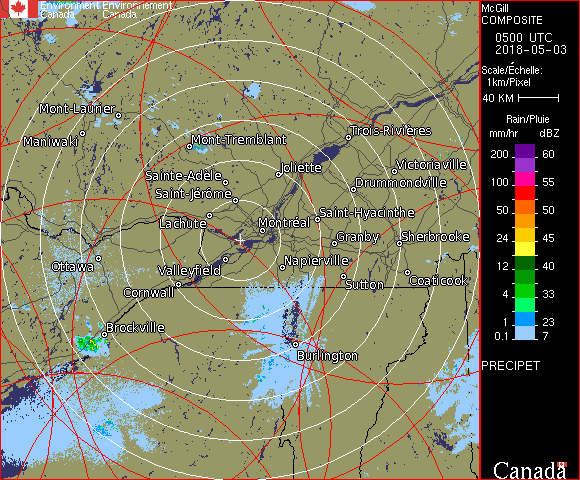 Environment Environnement
Canada Canada
McGill
COMPOSITE
0500 UTC
2018-05-03
Scale/Échelle:
1km/Pixel
40 KM
Rain/Pluie
mm/hr dBZ
200 60
100 55
50 50
24 45
12 40
8 33
4 31
1 23
0.1 7
PRECIPET
Canada
Mont-Laurier
Maniwaki
Mont-Tremblant
Trois-Rivières
Joliette
Victoriaville
Sainte-Adèle
Drummondville
Saint-Jérôme
Saint-Hyacinthe
Lachute
Montréal
Granby
Sherbrooke
Ottawa
Valleyfield
Napierville
Coaticook
Cornwall
Sutton
Brockville
Burlington